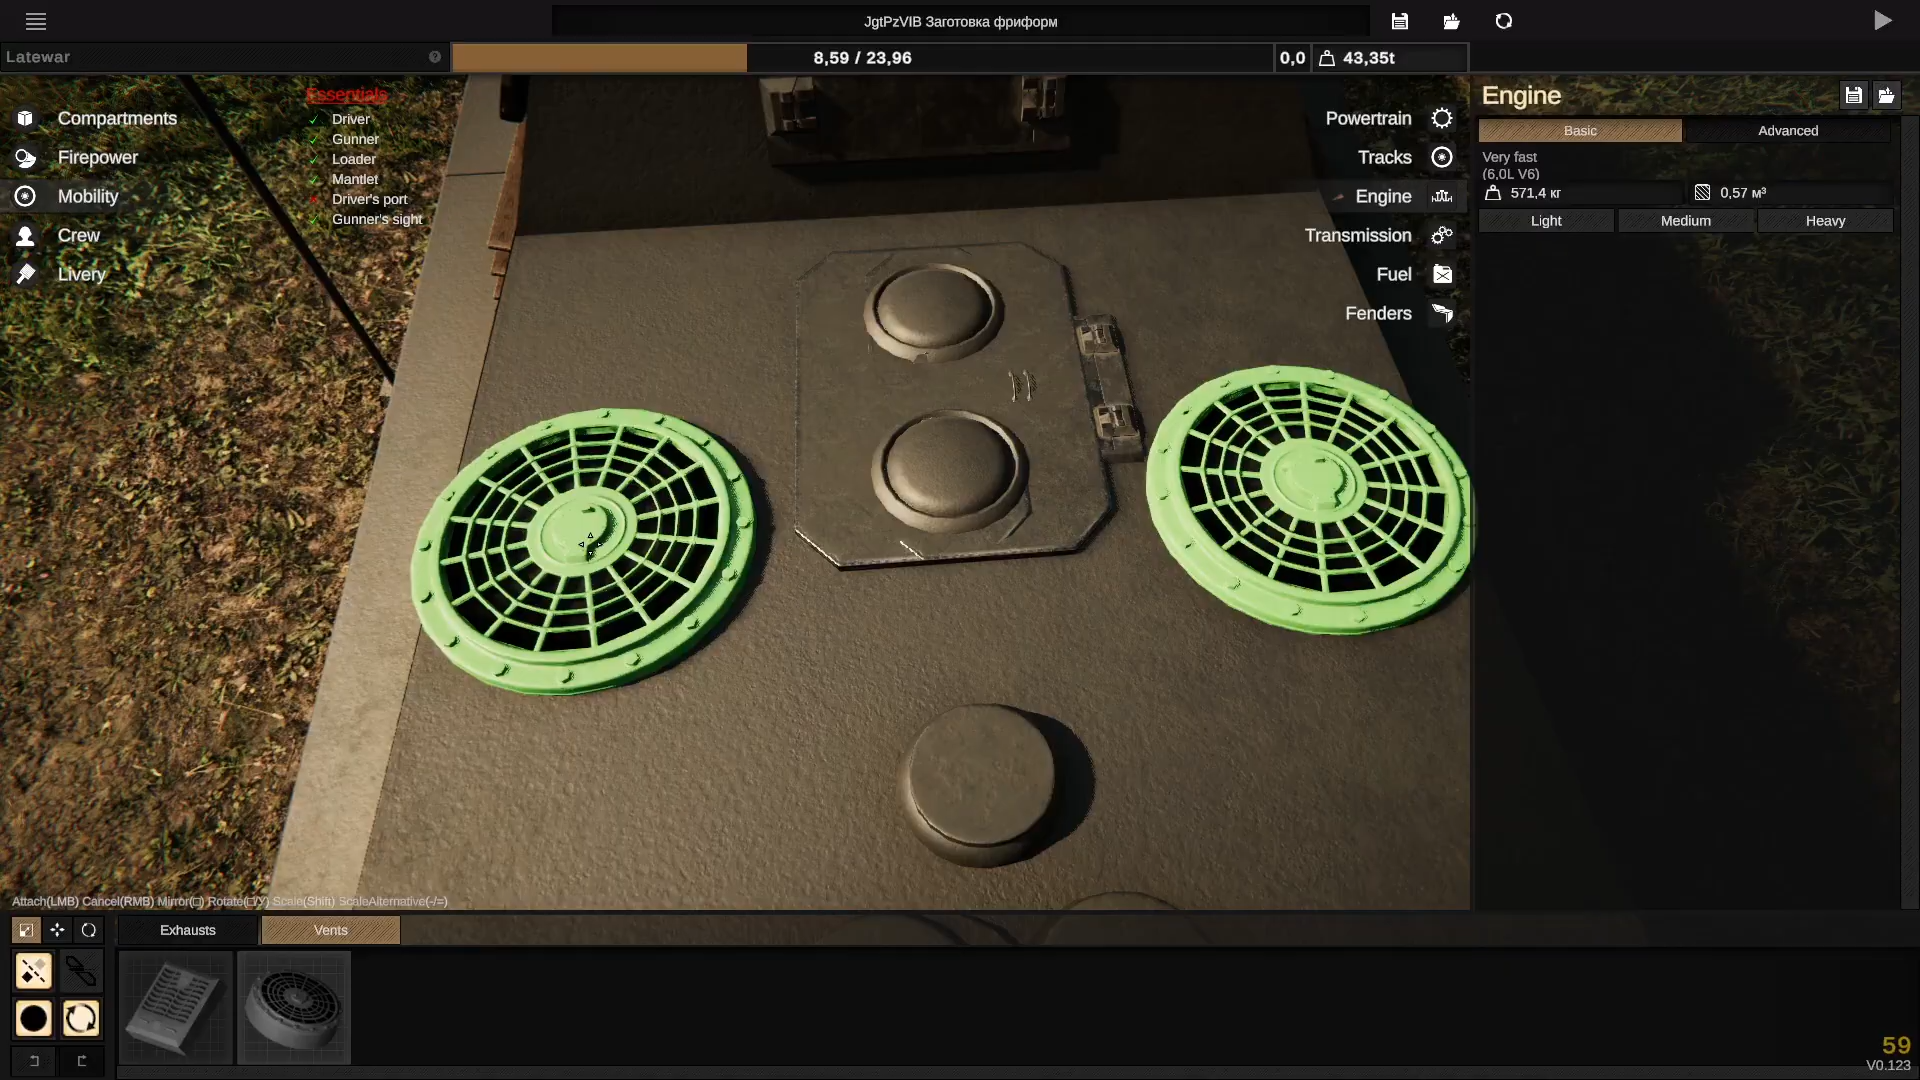 JgtPzVIB Заготовка фриформ
Latewar
8,59 / 23,96
0,0
43,35t
Compartments
Firepower
Mobility
Crew
Livery
Essentials
Driver
Gunner
Loader
Mantlet
Driver's port
Gunner's sight
Powertrain
Tracks
Engine
Transmission
Fuel
Fenders
Engine
Basic
Advanced
Very fast
(6,0L V6)
571,4 кг
0,57 м³
Light
Medium
Heavy
Attach(LMB) Cancel(RMB) Mirror(□) Rotate(□/Y) Scale(Shift) ScaleAlternative(-/=)
Exhausts
Vents
59
V0.123